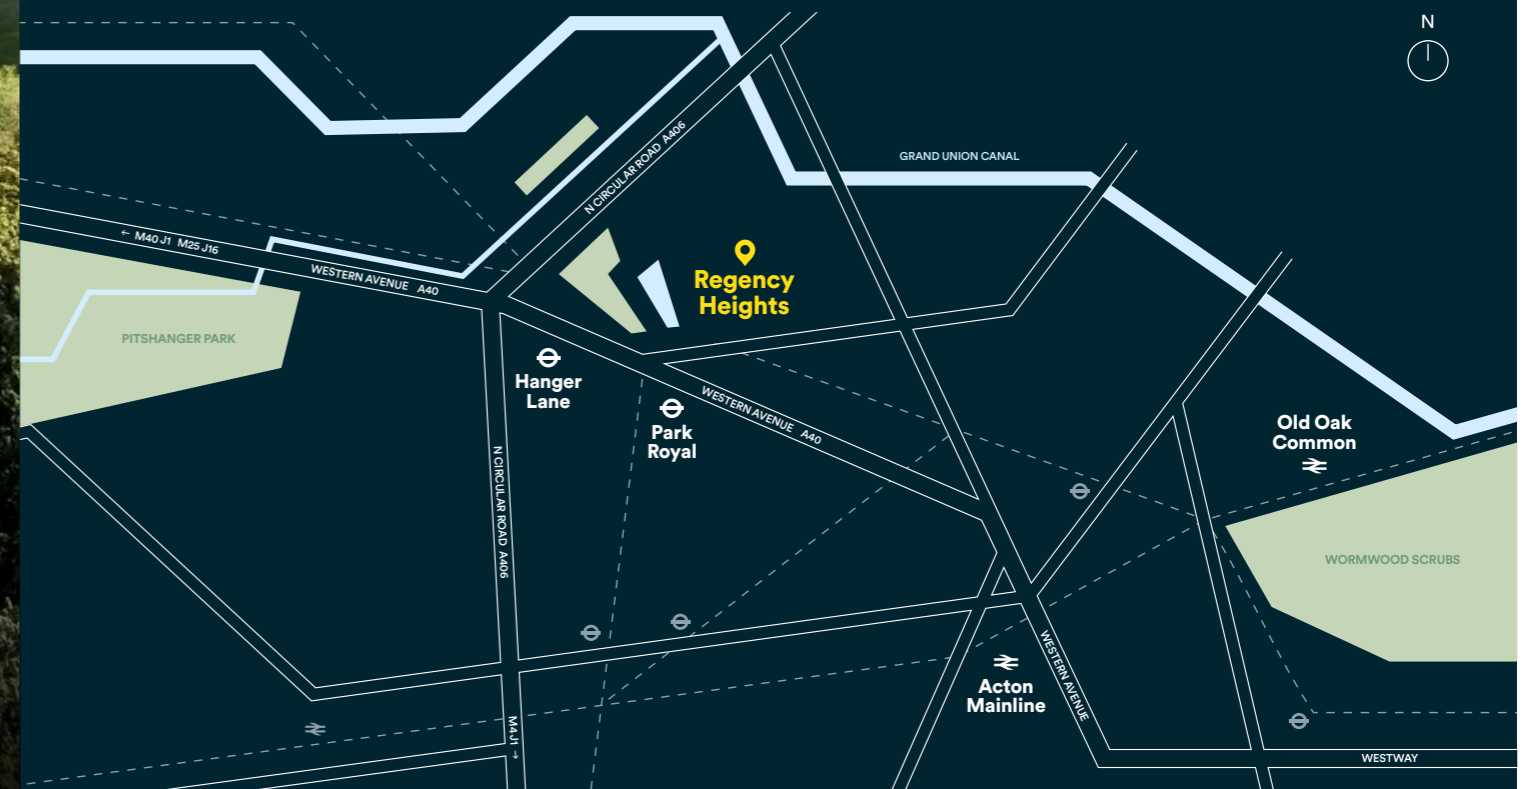 N
GRAND UNION CANAL
N CIRCULAR ROAD A406
← M40 J1 M25 J16
WESTERN AVENUE A40
Regency
Heights
PITSHANGER PARK
Hanger
Lane
Park
Royal
WESTERN AVENUE A40
Old Oak
Common
N CIRCULAR ROAD A406
WORMWOOD SCRUBS
Acton
Mainline
WESTERN AVENUE
M4 J1 →
WESTWAY